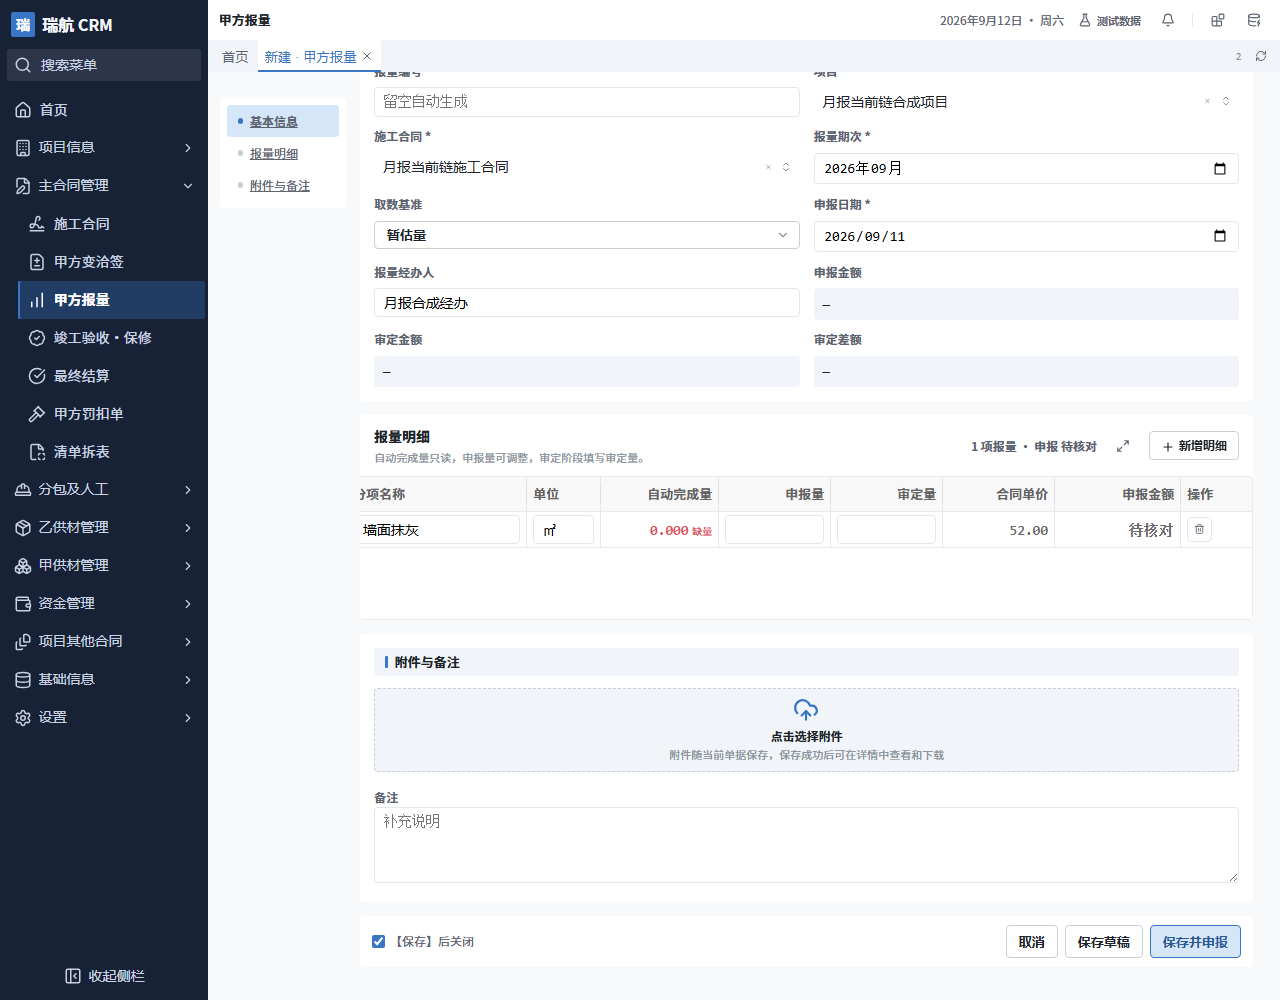 瑞 瑞航 CRM
搜索菜单
首页
项目信息
主合同管理
施工合同
甲方变洽签
甲方报量
竣工验收·保修
最终结算
甲方罚扣单
清单拆表
分包及人工
乙供材管理
甲供材管理
资金管理
项目其他合同
基础信息
设置
收起侧栏
甲方报量
2026年9月12日 · 周六 测试数据
首页 新建 · 甲方报量 ×
2
基本信息
报量明细
附件与备注
报量编号 项目
留空自动生成 月报当前链合成项目 ×
施工合同 * 报量期次 *
月报当前链施工合同 × 2026年09月
取数基准 申报日期 *
暂估量 2026/09/11
报量经办人 申报金额
月报合成经办 —
审定金额 审定差额
— —
报量明细
自动完成量只读，申报量可调整，审定阶段填写审定量。
1 项报量 · 申报 待核对 新增明细
分项名称 单位 自动完成量 申报量 审定量 合同单价 申报金额 操作
墙面抹灰 ㎡ 0.000 缺量 52.00 待核对
附件与备注
点击选择附件
附件随当前单据保存，保存成功后可在详情中查看和下载
备注
补充说明
【保存】后关闭 取消 保存草稿 保存并申报